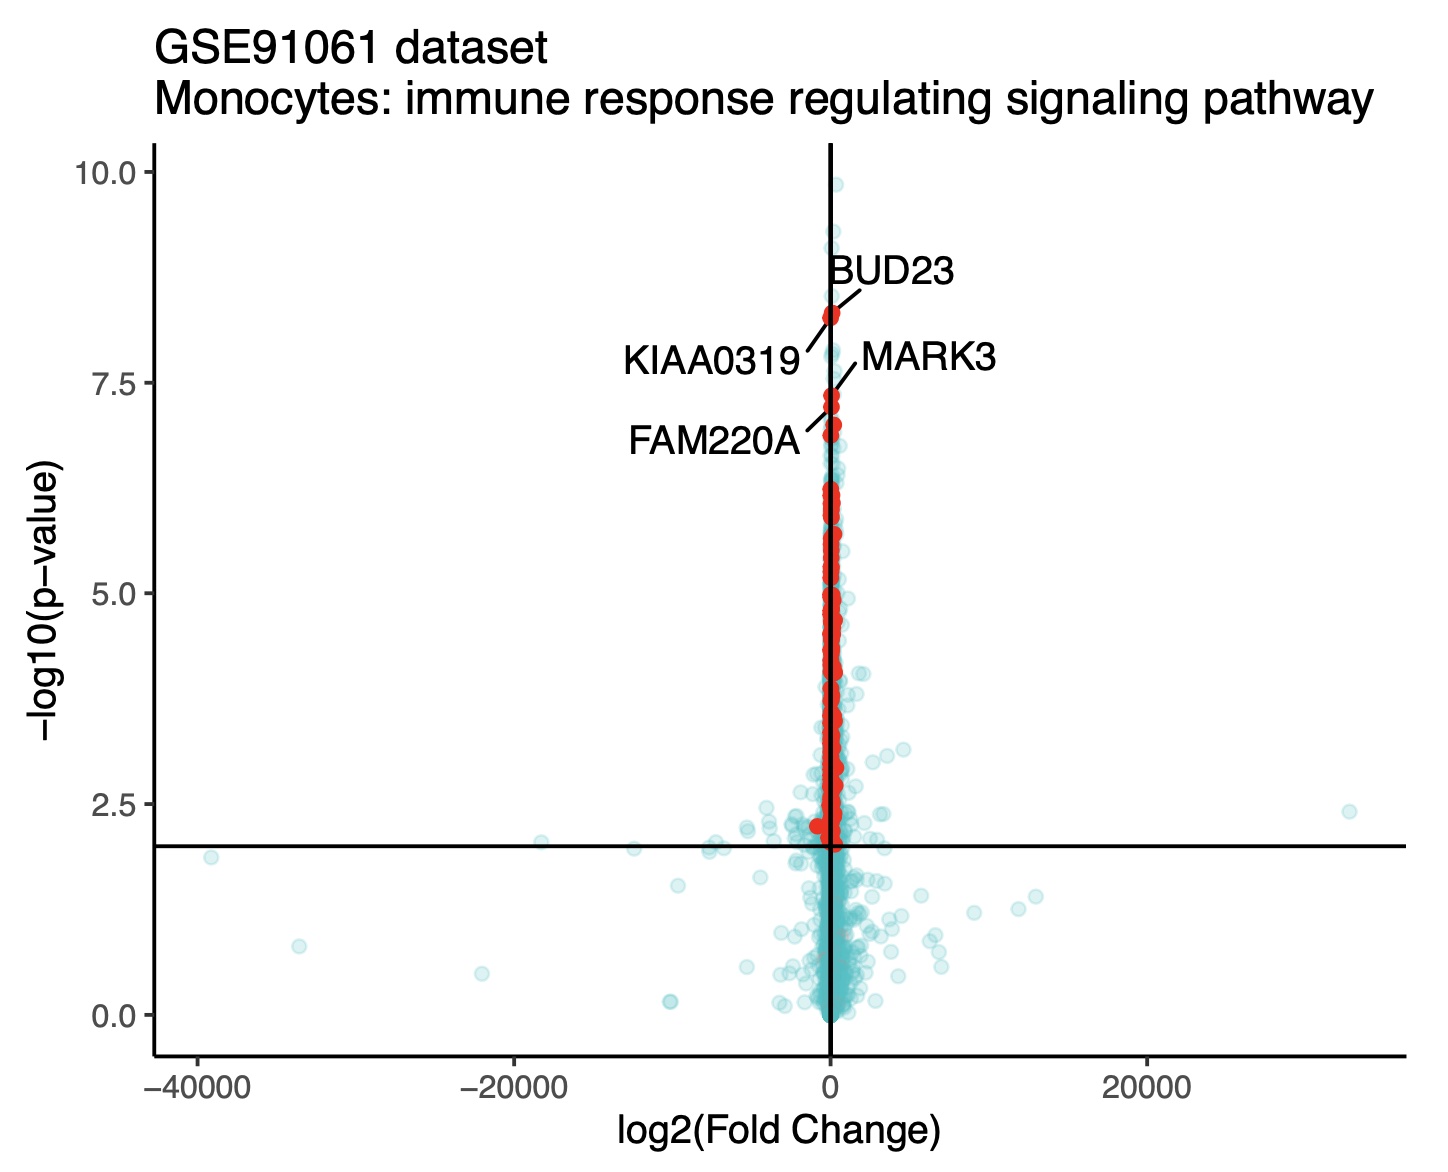 GSE91061 dataset
Monocytes: immune response regulating signaling pathway
10.0
BUD23
KIAA0319
MARK3
7.5
FAM220A
−log10(p−value)
5.0
2.5
0.0
−40000
−20000
0
20000
log2(Fold Change)